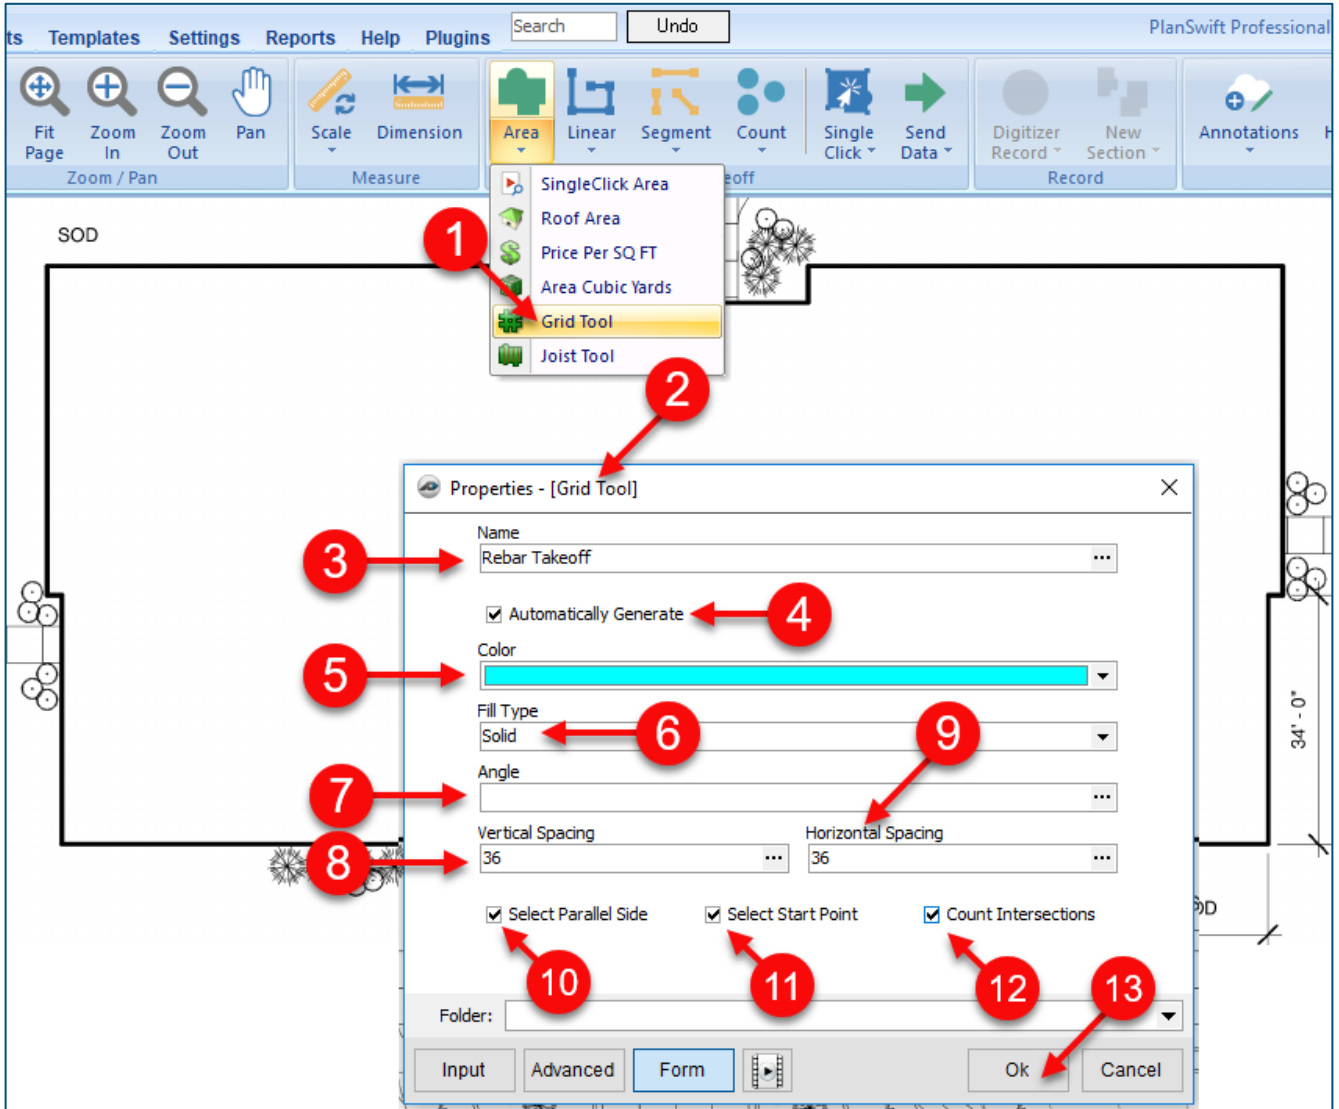 ts Templates Settings Reports Help Plugins Search Undo PlanSwift Professional
Fit Page
Zoom In
Zoom Out
Pan
Scale
Dimension
Area
Linear
Segment
Count
Single Click
Send Data
Digitizer Record
New Section
Annotations
H
Zoom / Pan
Measure
eoff
Record
SingleClick Area
Roof Area
Price Per SQ FT
Area Cubic Yards
Grid Tool
Joist Tool
SOD
1
2
Properties - [Grid Tool]
Name
Rebar Takeoff
3
Automatically Generate
4
Color
5
Fill Type
Solid
6
9
Angle
7
Vertical Spacing
Horizontal Spacing
36
36
8
34' - 0"
Select Parallel Side
Select Start Point
Count Intersections
OD
10
11
12
13
Folder:
Input
Advanced
Form
Ok
Cancel